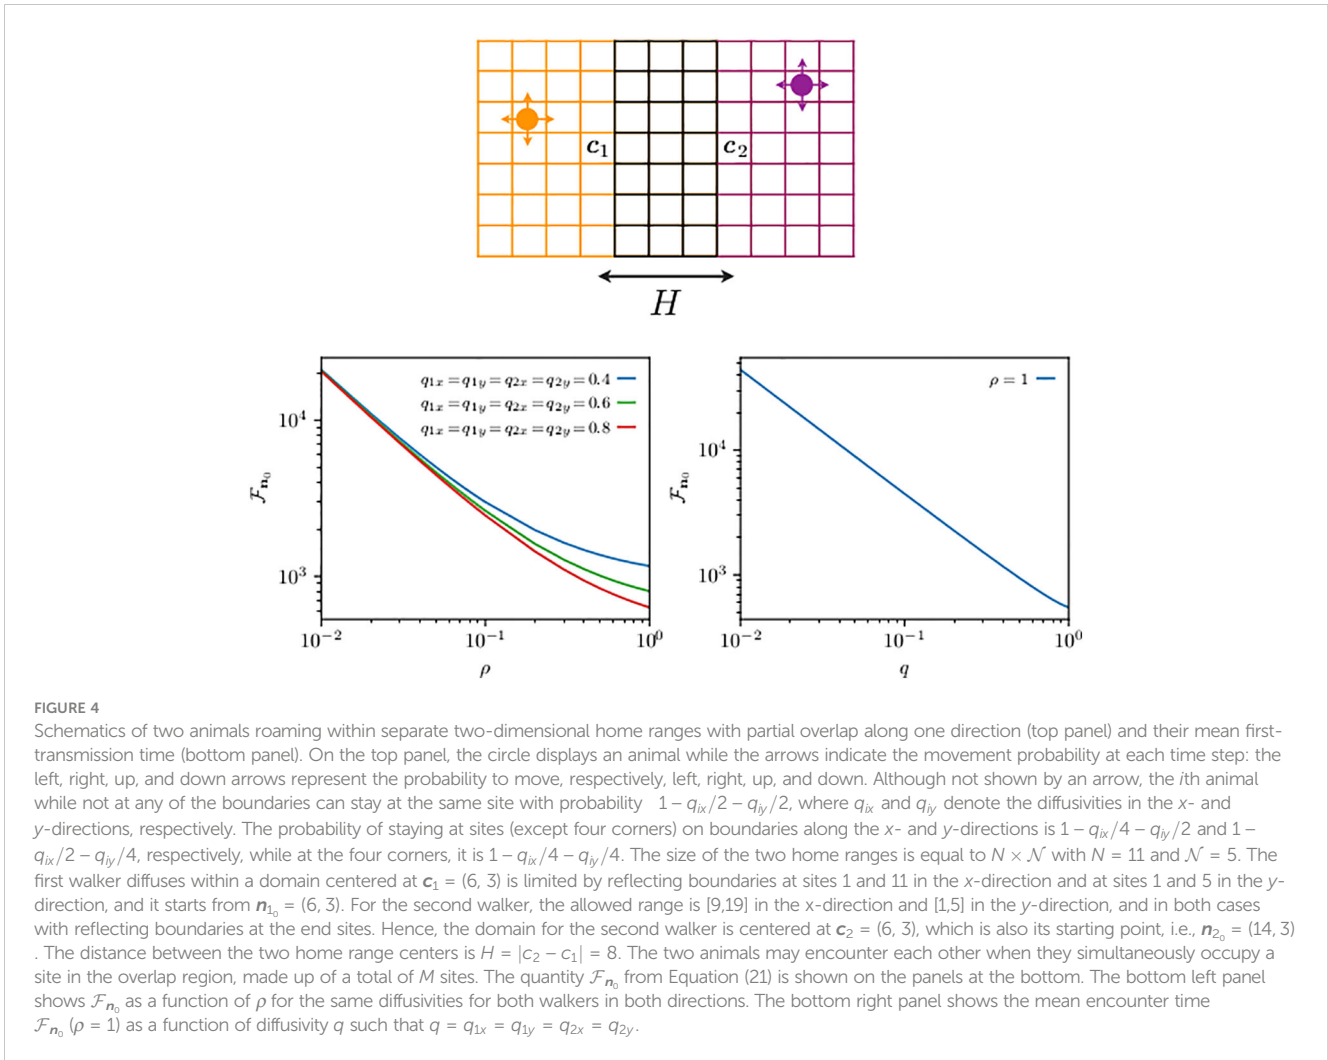 c₁ c₂
H
q₁ₓ = q₁y = q₂ₓ = q₂y = 0.4
q₁ₓ = q₁y = q₂ₓ = q₂y = 0.6
q₁ₓ = q₁y = q₂ₓ = q₂y = 0.8
10⁴
10³
ℱn₀
10⁻² 10⁻¹ 10⁰
ρ
ρ = 1
10⁴
10³
ℱn₀
10⁻² 10⁻¹ 10⁰
q
FIGURE 4
Schematics of two animals roaming within separate two-dimensional home ranges with partial overlap along one direction (top panel) and their mean first-
transmission time (bottom panel). On the top panel, the circle displays an animal while the arrows indicate the movement probability at each time step: the
left, right, up, and down arrows represent the probability to move, respectively, left, right, up, and down. Although not shown by an arrow, the ith animal
while not at any of the boundaries can stay at the same site with probability 1 − qᵢₓ/2 − qᵢy/2, where qᵢₓ and qᵢy denote the diffusivities in the x- and
y-directions, respectively. The probability of staying at sites (except four corners) on boundaries along the x- and y-directions is 1 − qᵢₓ/4 − qᵢy/2 and 1 −
qᵢₓ/2 − qᵢy/4, respectively, while at the four corners, it is 1 − qᵢₓ/4 − qᵢy/4. The size of the two home ranges is equal to N × 𝒩 with N = 11 and 𝒩 = 5. The
first walker diffuses within a domain centered at c₁ = (6, 3) is limited by reflecting boundaries at sites 1 and 11 in the x-direction and at sites 1 and 5 in the y-
direction, and it starts from n₁₀ = (6, 3). For the second walker, the allowed range is [9,19] in the x-direction and [1,5] in the y-direction, and in both cases
with reflecting boundaries at the end sites. Hence, the domain for the second walker is centered at c₂ = (6, 3), which is also its starting point, i.e., n₂₀ = (14, 3)
. The distance between the two home range centers is H = |c₂ − c₁| = 8. The two animals may encounter each other when they simultaneously occupy a
site in the overlap region, made up of a total of M sites. The quantity ℱn₀ from Equation (21) is shown on the panels at the bottom. The bottom left panel
shows ℱn₀ as a function of ρ for the same diffusivities for both walkers in both directions. The bottom right panel shows the mean encounter time
ℱn₀ (ρ = 1) as a function of diffusivity q such that q = q₁ₓ = q₁y = q₂ₓ = q₂y.